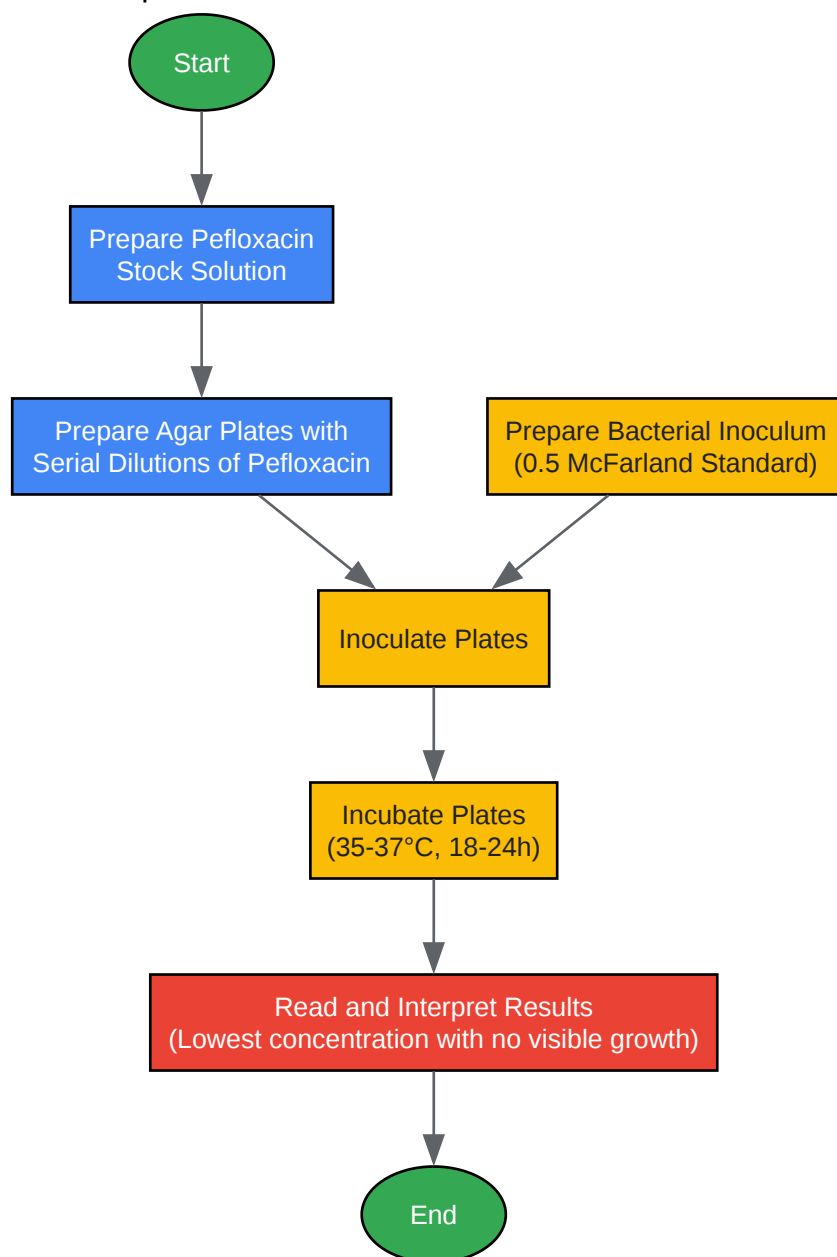 Start
Prepare Pefloxacin
Stock Solution
Prepare Agar Plates with
Serial Dilutions of Pefloxacin
Prepare Bacterial Inoculum
(0.5 McFarland Standard)
Inoculate Plates
Incubate Plates
(35-37°C, 18-24h)
Read and Interpret Results
(Lowest concentration with no visible growth)
End